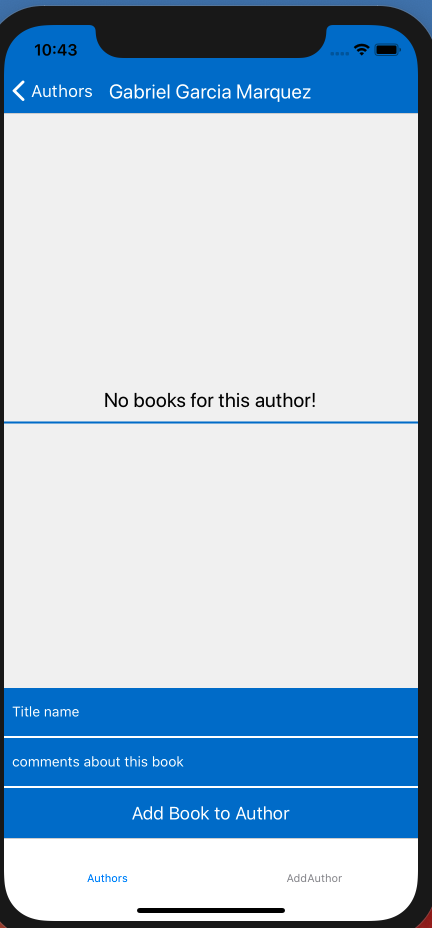 10:43
Authors Gabriel Garcia Marquez
No books for this author!
Title name
comments about this book
Add Book to Author
Authors AddAuthor